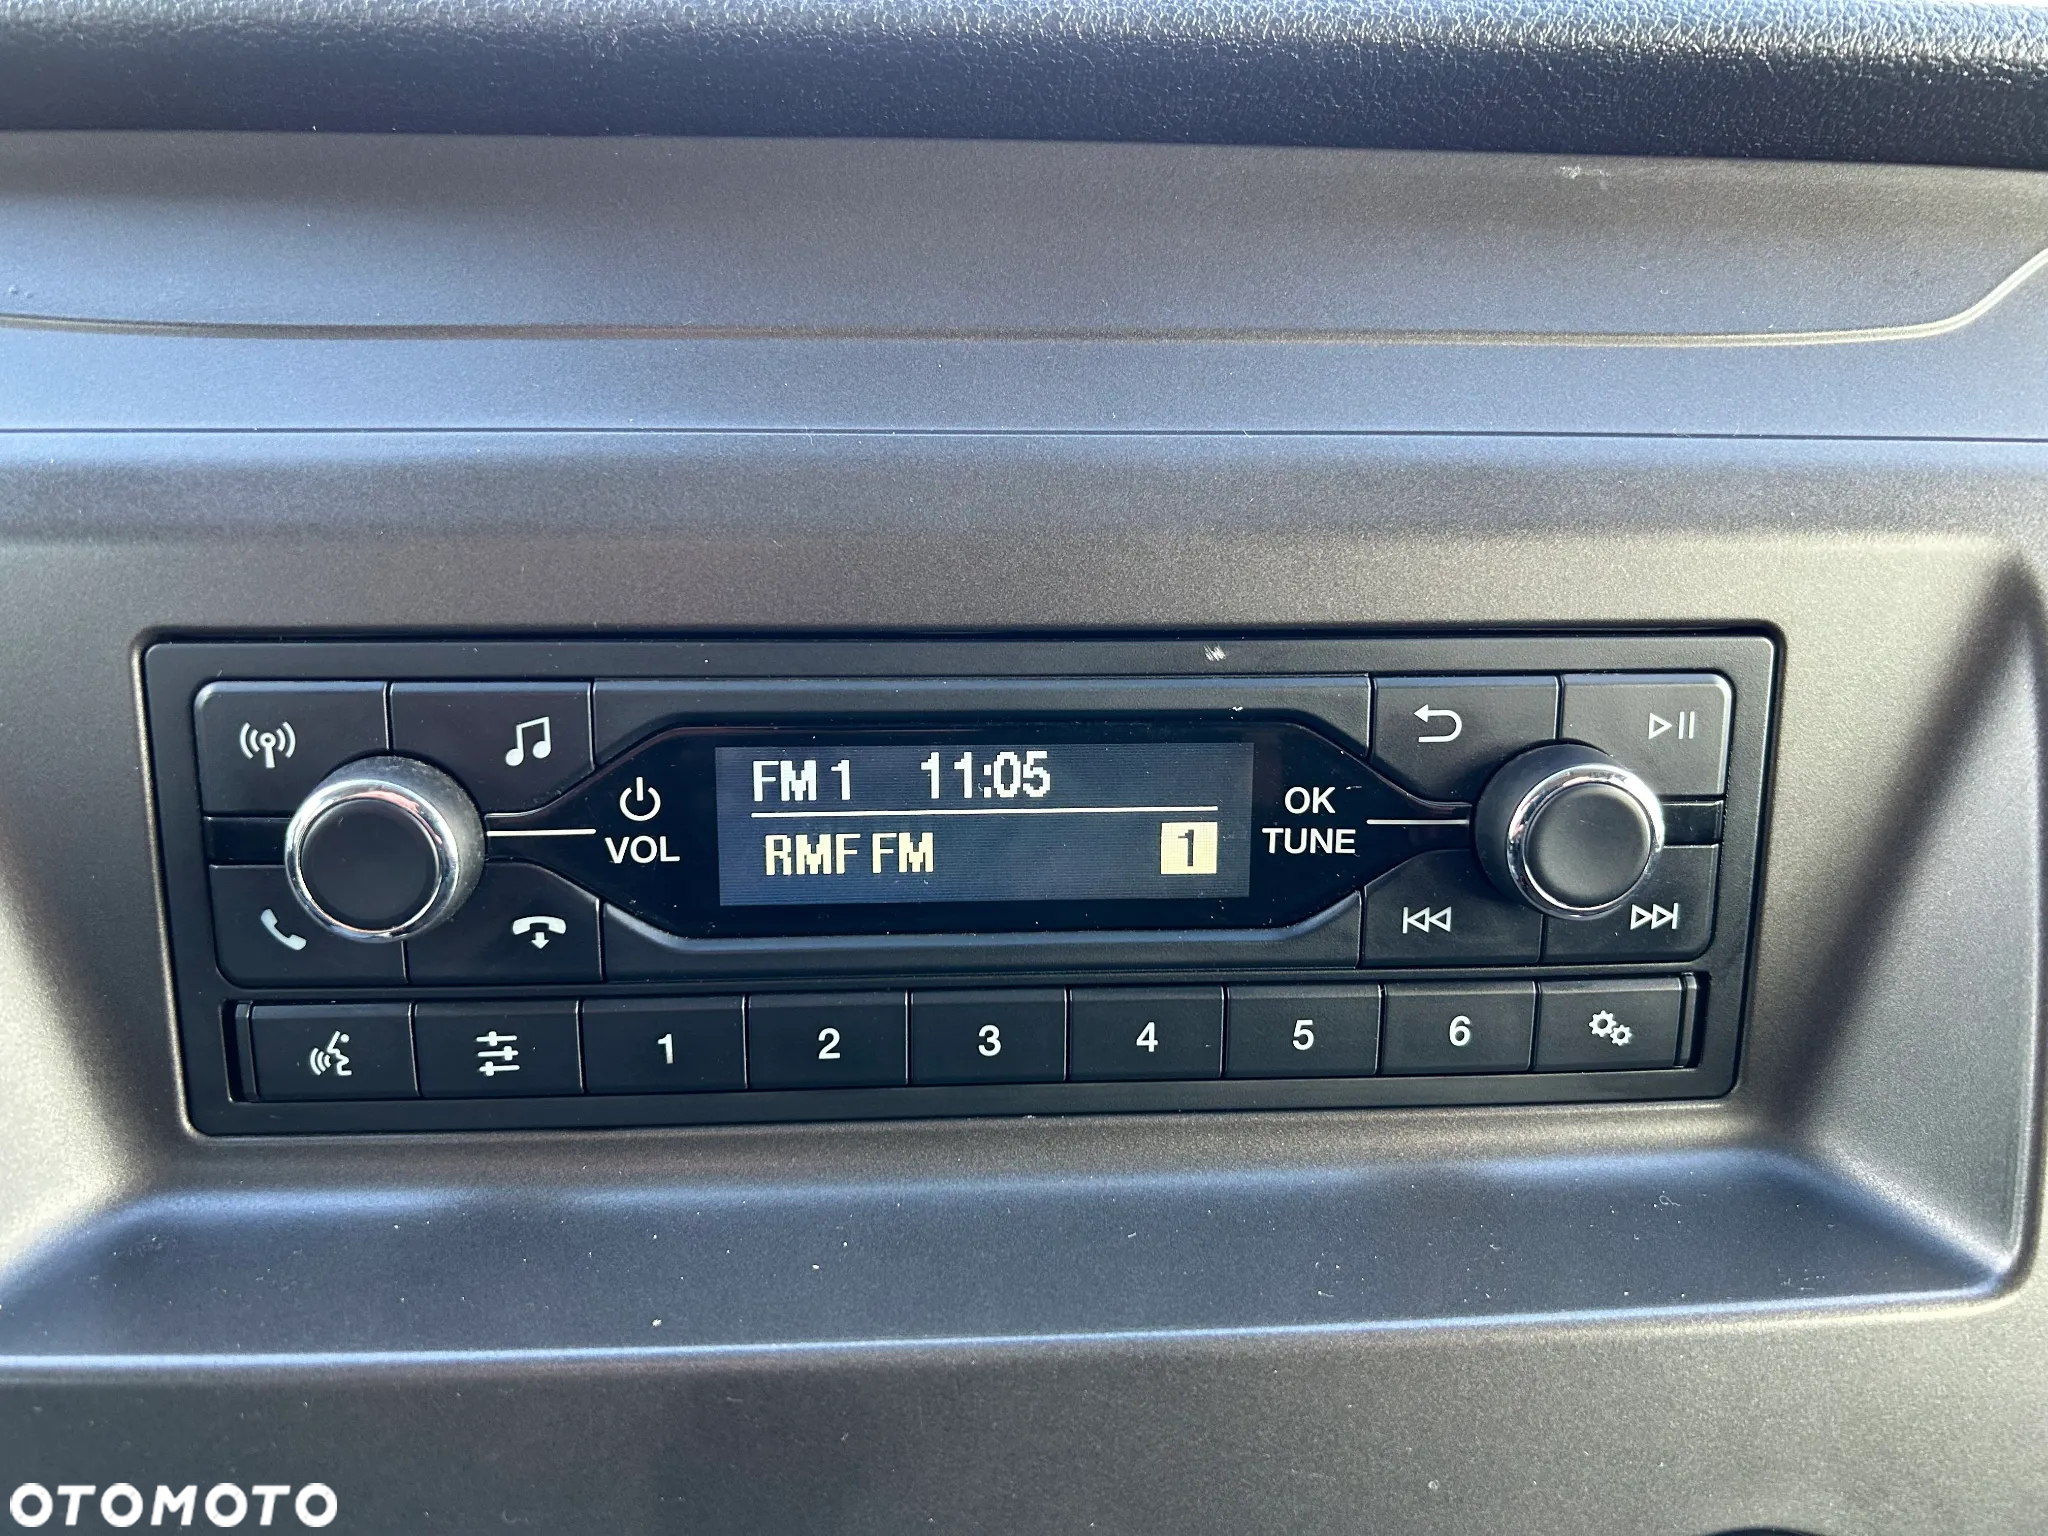 FM 1 11:05
RMF FM 1
VOL
OK
TUNE
1 2 3 4 5 6
OTOMOTO